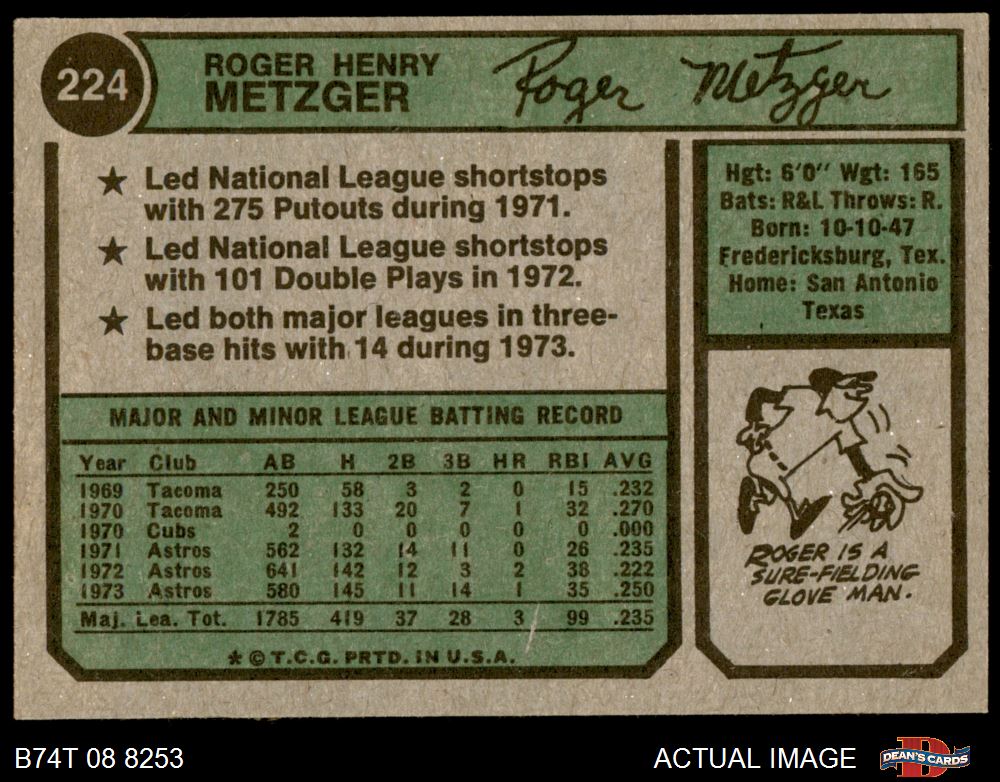 224
ROGER HENRY
METZGER
Roger Metzger
★ Led National League shortstops
with 275 Putouts during 1971.
★ Led National League shortstops
with 101 Double Plays in 1972.
★ Led both major leagues in three-
base hits with 14 during 1973.
Hgt: 6'0'' Wgt: 165
Bats: R&L Throws: R.
Born: 10-10-47
Fredericksburg, Tex.
Home: San Antonio
Texas
MAJOR AND MINOR LEAGUE BATTING RECORD
Year Club AB H 2B 3B HR RBI AVG
1969 Tacoma 250 58 3 2 0 15 .232
1970 Tacoma 492 133 20 7 1 32 .270
1970 Cubs 2 0 0 0 0 0 .000
1971 Astros 562 132 14 11 0 26 .235
1972 Astros 641 142 12 3 2 38 .222
1973 Astros 580 145 11 14 1 35 .250
Maj. Lea. Tot. 1785 419 37 28 3 99 .235
* © T.C.G. PRTD. IN U.S.A.
ROGER IS A
SURE-FIELDING
GLOVE MAN.
B74T 08 8253
ACTUAL IMAGE
D
DEAN'S CARDS